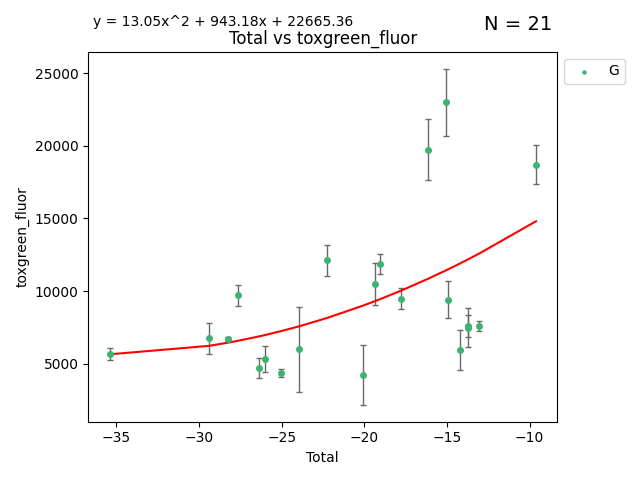 y = 13.05x^2 + 943.18x + 22665.36
N = 21
Total vs toxgreen_fluor
G
25000
20000
15000
10000
5000
toxgreen_fluor
−35
−30
−25
−20
−15
−10
Total